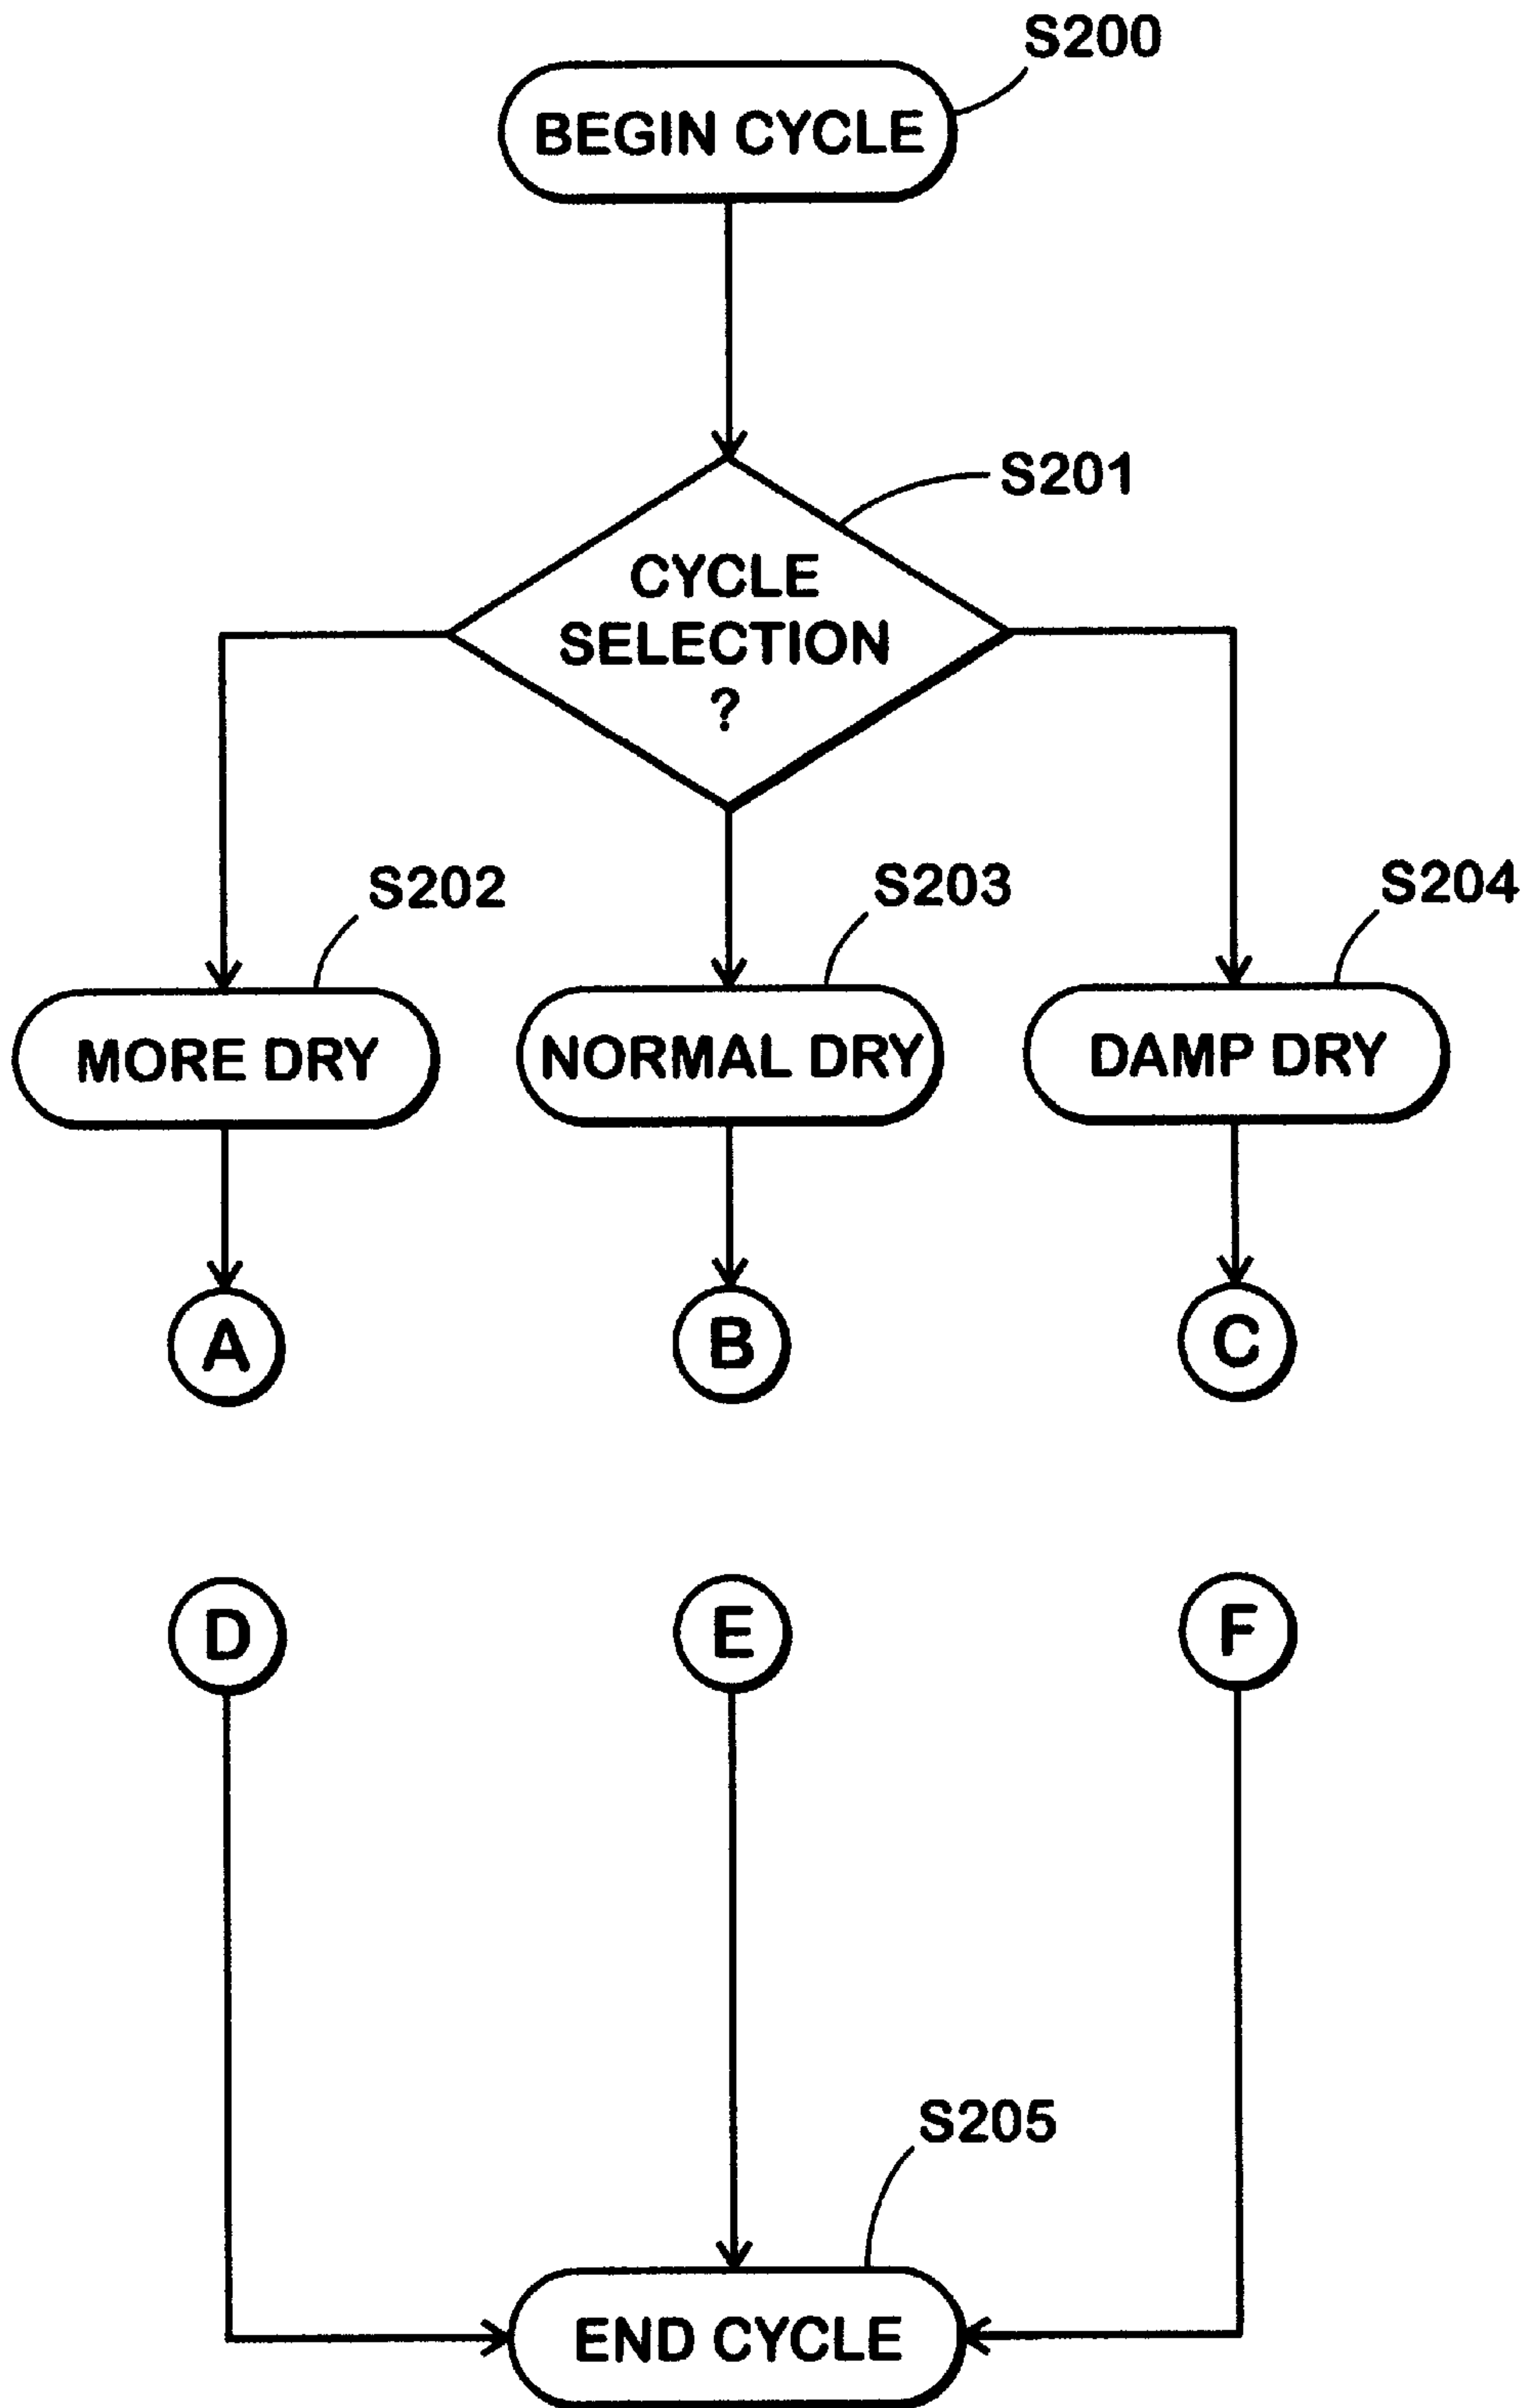 S200
BEGIN CYCLE
S201
CYCLE
SELECTION
?
S202
S203
S204
MORE DRY
NORMAL DRY
DAMP DRY
A
B
C
D
E
F
S205
END CYCLE